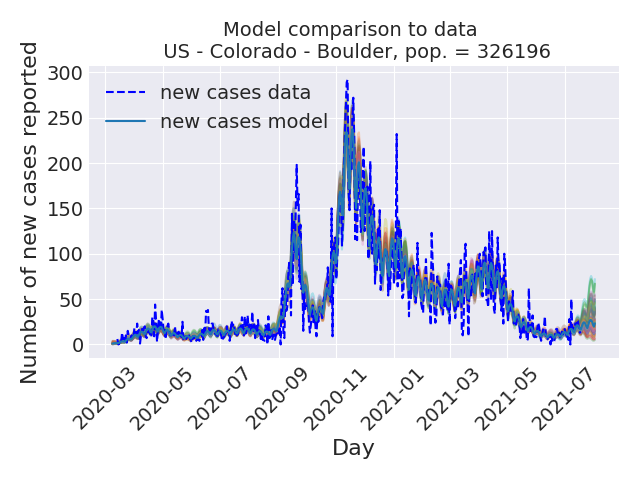 Model comparison to data
US - Colorado - Boulder, pop. = 326196
Number of new cases reported
300
250
200
150
100
50
0
new cases data
new cases model
2020-03
2020-05
2020-07
2020-09
2020-11
2021-01
2021-03
2021-05
2021-07
Day